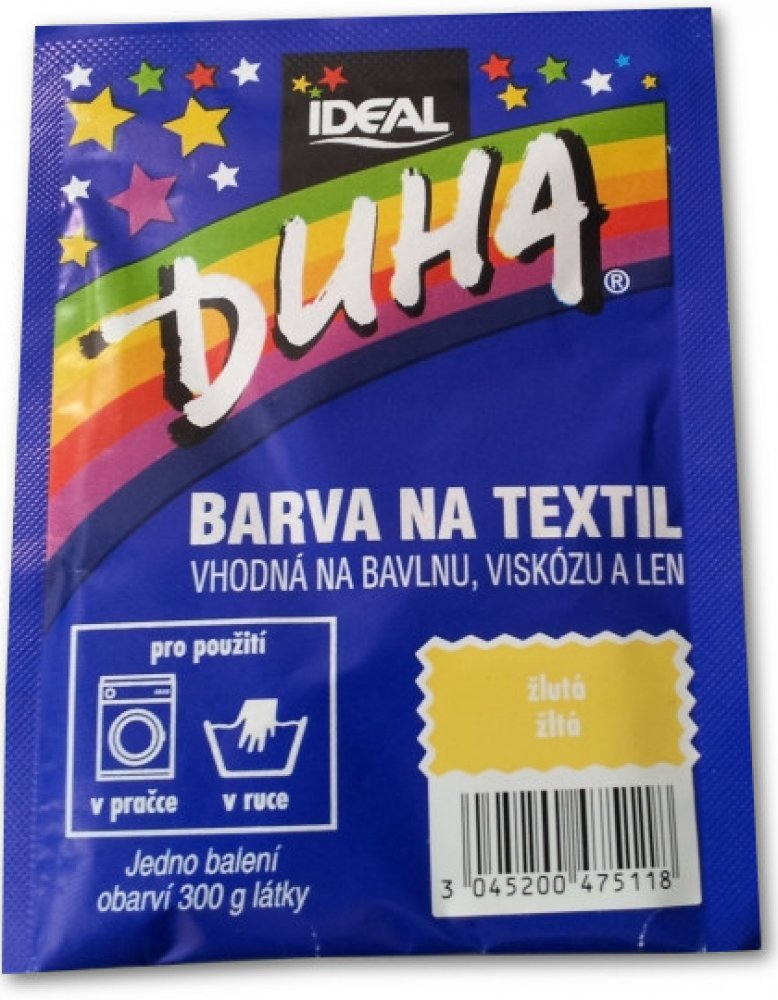 IDEAL
DUHA®
BARVA NA TEXTIL
VHODNÁ NA BAVLNU, VISKÓZU A LEN
pro použití
v pračce v ruce
žlutá
žltá
Jedno balení
obarví 300 g látky
3 045200 475118